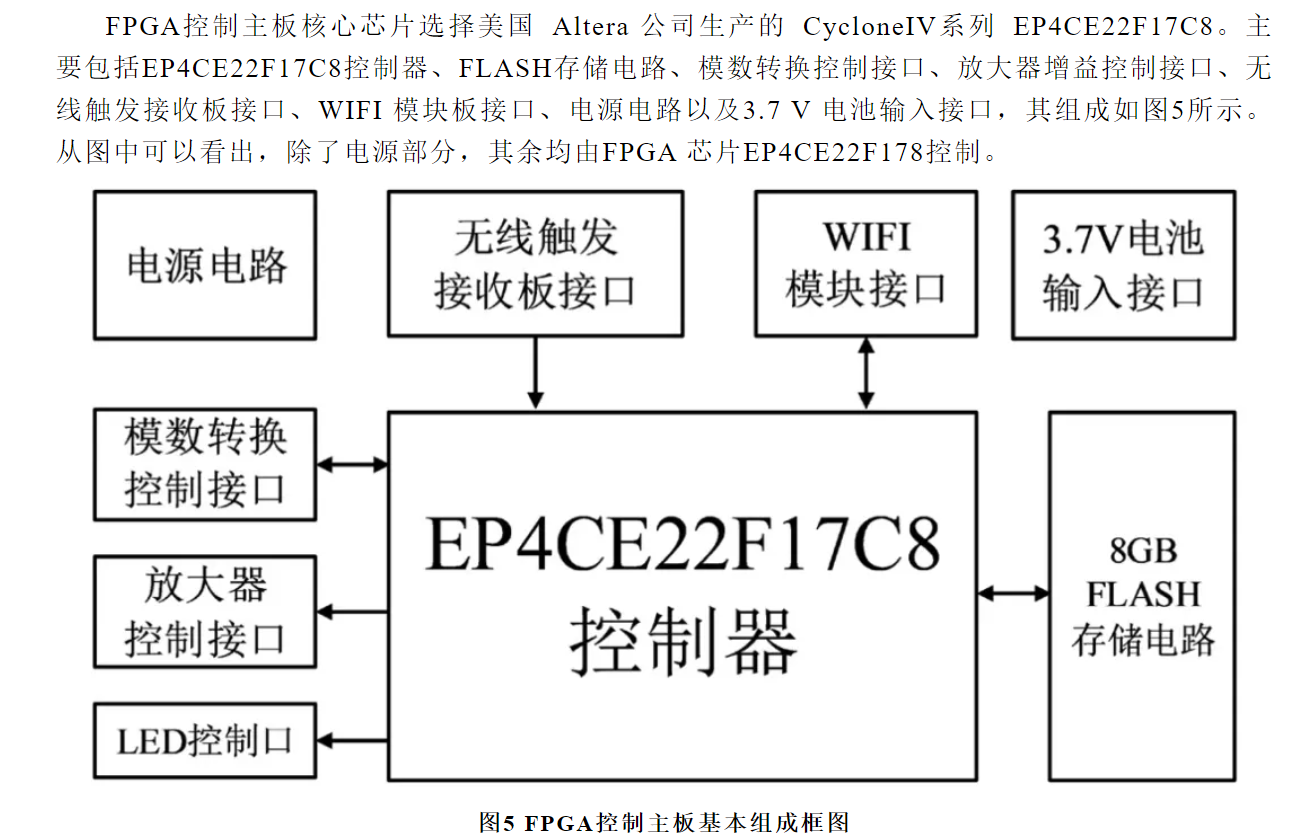 FPGA控制主板核心芯片选择美国 Altera 公司生产的 CycloneIV系列 EP4CE22F17C8。主
要包括EP4CE22F17C8控制器、FLASH存储电路、模数转换控制接口、放大器增益控制接口、无
线触发接收板接口、WIFI 模块板接口、电源电路以及3.7 V 电池输入接口，其组成如图5所示。
从图中可以看出，除了电源部分，其余均由FPGA 芯片EP4CE22F178控制。
电源电路
无线触发
接收板接口
WIFI
模块接口
3.7V电池
输入接口
模数转换
控制接口
放大器
控制接口
LED控制口
EP4CE22F17C8
控制器
8GB
FLASH
存储电路
图5 FPGA控制主板基本组成框图